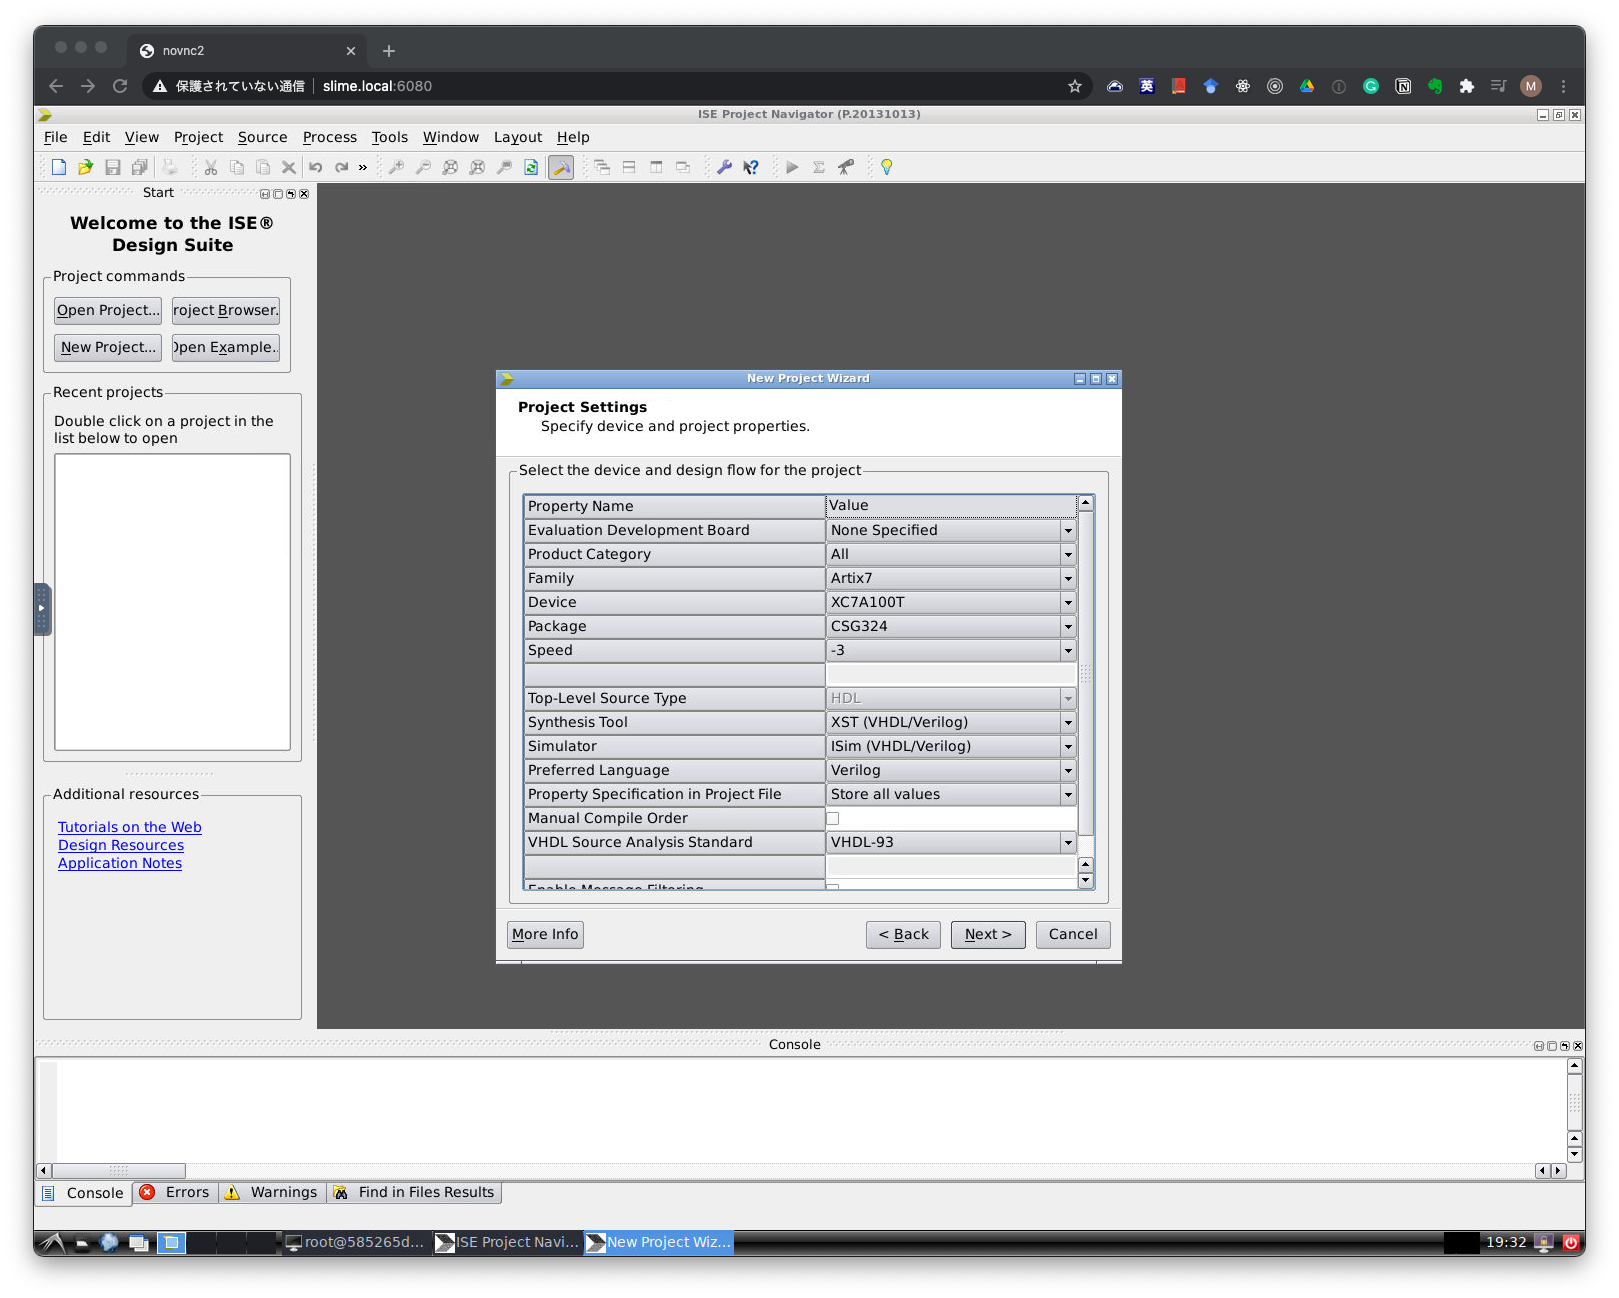 novnc2
保護されていない通信 slime.local:6080
英
M
ISE Project Navigator (P.20131013)
File Edit View Project Source Process Tools Window Layout Help
Start
Welcome to the ISE®
Design Suite
Project commands
Open Project...
roject Browser.
New Project...
Open Example..
Recent projects
Double click on a project in the
list below to open
Additional resources
Tutorials on the Web
Design Resources
Application Notes
New Project Wizard
Project Settings
Specify device and project properties.
Select the device and design flow for the project
Property Name Value
Evaluation Development Board None Specified
Product Category All
Family Artix7
Device XC7A100T
Package CSG324
Speed -3
Top-Level Source Type HDL
Synthesis Tool XST (VHDL/Verilog)
Simulator ISim (VHDL/Verilog)
Preferred Language Verilog
Property Specification in Project File Store all values
Manual Compile Order
VHDL Source Analysis Standard VHDL-93
Enable Message Filtering
More Info < Back Next > Cancel
Console
Console Errors Warnings Find in Files Results
root@585265d... ISE Project Navi... New Project Wiz... 19:32